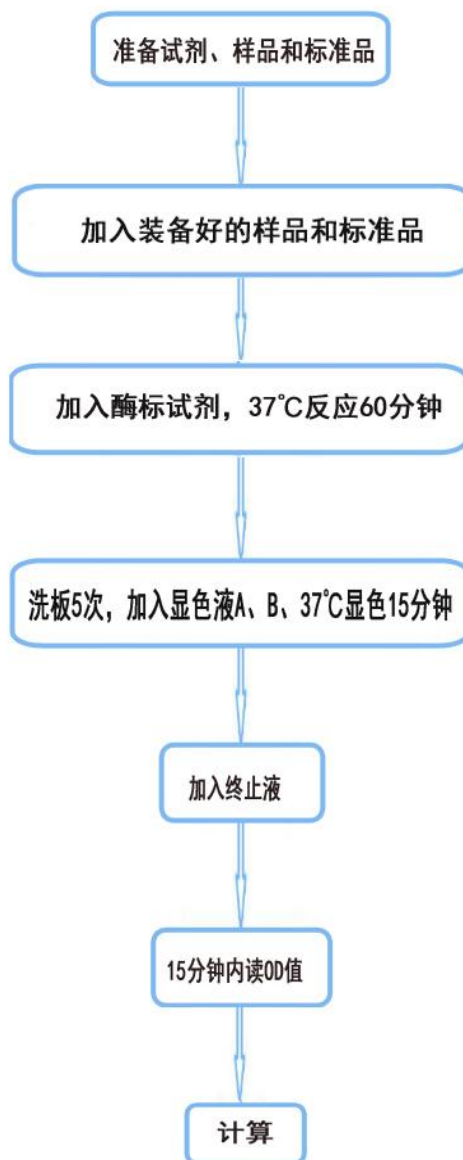 准备试剂、样品和标准品
加入装备好的样品和标准品
加入酶标试剂，37℃反应60分钟
洗板5次，加入显色液A、B、37℃显色15分钟
加入终止液
15分钟内读OD值
计算